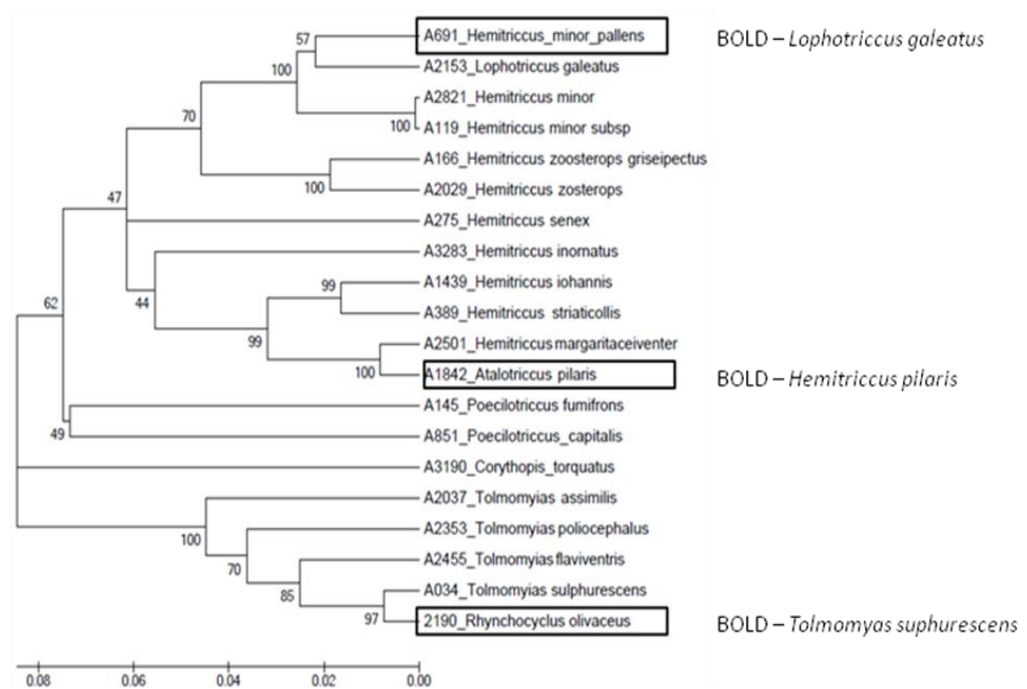 57
A691_Hemitriccus_minor_pallens
BOLD – Lophotriccus galeatus
100
A2153_Lophotriccus galeatus
A2821_Hemitriccus minor
70
100
A119_Hemitriccus minor subsp
A166_Hemitriccus zoosterops griseipectus
100
A2029_Hemitriccus zosterops
47
A275_Hemitriccus senex
A3283_Hemitriccus inornatus
99
A1439_Hemitriccus iohannis
62
44
A389_Hemitriccus striaticollis
99
A2501_Hemitriccus margaritaceiventer
100
A1842_Atalotriccus pilaris
BOLD – Hemitriccus pilaris
A145_Poecilotriccus fumifrons
49
A851_Poecilotriccus_capitalis
A3190_Corythopis_torquatus
A2037_Tolmomyias assimilis
100
A2353_Tolmomyias poliocephalus
70
A2455_Tolmomyias flaviventris
85
A034_Tolmomyias sulphurescens
97
2190_Rhynchocyclus olivaceus
BOLD – Tolmomyas suphurescens
0.08 0.06 0.04 0.02 0.00